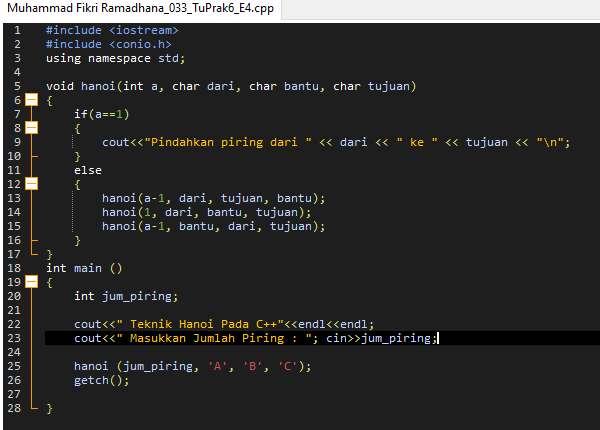 Muhammad Fikri Ramadhana_033_TuPrak6_E4.cpp
1 #include <iostream>
2 #include <conio.h>
3 using namespace std;
4
5 void hanoi(int a, char dari, char bantu, char tujuan)
6 {
7 if(a==1)
8 {
9 cout<<"Pindahkan piring dari " << dari << " ke " << tujuan << "\n";
10 }
11 else
12 {
13 hanoi(a-1, dari, tujuan, bantu);
14 hanoi(1, dari, bantu, tujuan);
15 hanoi(a-1, bantu, dari, tujuan);
16 }
17 }
18 int main ()
19 {
20 int jum_piring;
21
22 cout<<" Teknik Hanoi Pada C++"<<endl<<endl;
23 cout<<" Masukkan Jumlah Piring : "; cin>>jum_piring;
24
25 hanoi (jum_piring, 'A', 'B', 'C');
26 getch();
27
28 }